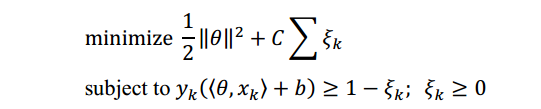 minimize 1/2 ‖θ‖² + C ∑ ξₖ
subject to yₖ(⟨θ, xₖ⟩ + b) ≥ 1 − ξₖ; ξₖ ≥ 0